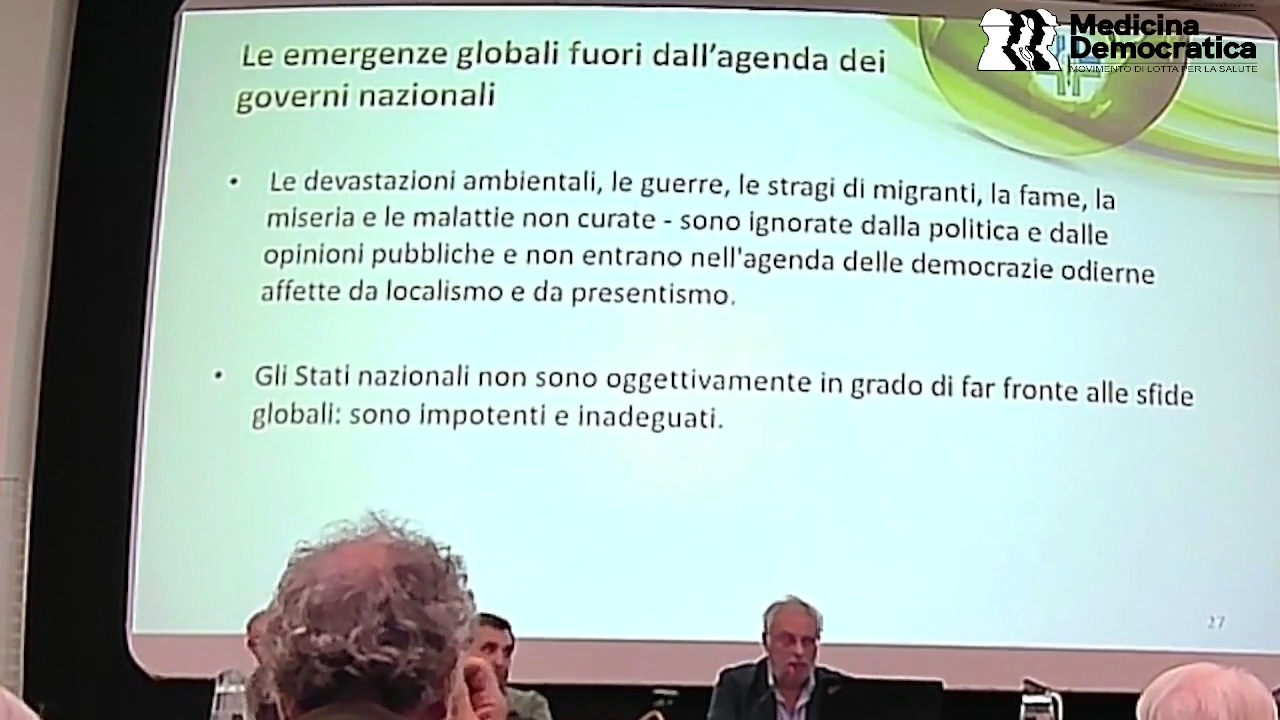 Medicina
Democratica
MOVIMENTO DI LOTTA PER LA SALUTE
Le emergenze globali fuori dall'agenda dei
governi nazionali
• Le devastazioni ambientali, le guerre, le stragi di migranti, la fame, la
miseria e le malattie non curate - sono ignorate dalla politica e dalle
opinioni pubbliche e non entrano nell'agenda delle democrazie odierne
affette da localismo e da presentismo.
• Gli Stati nazionali non sono oggettivamente in grado di far fronte alle sfide
globali: sono impotenti e inadeguati.
27